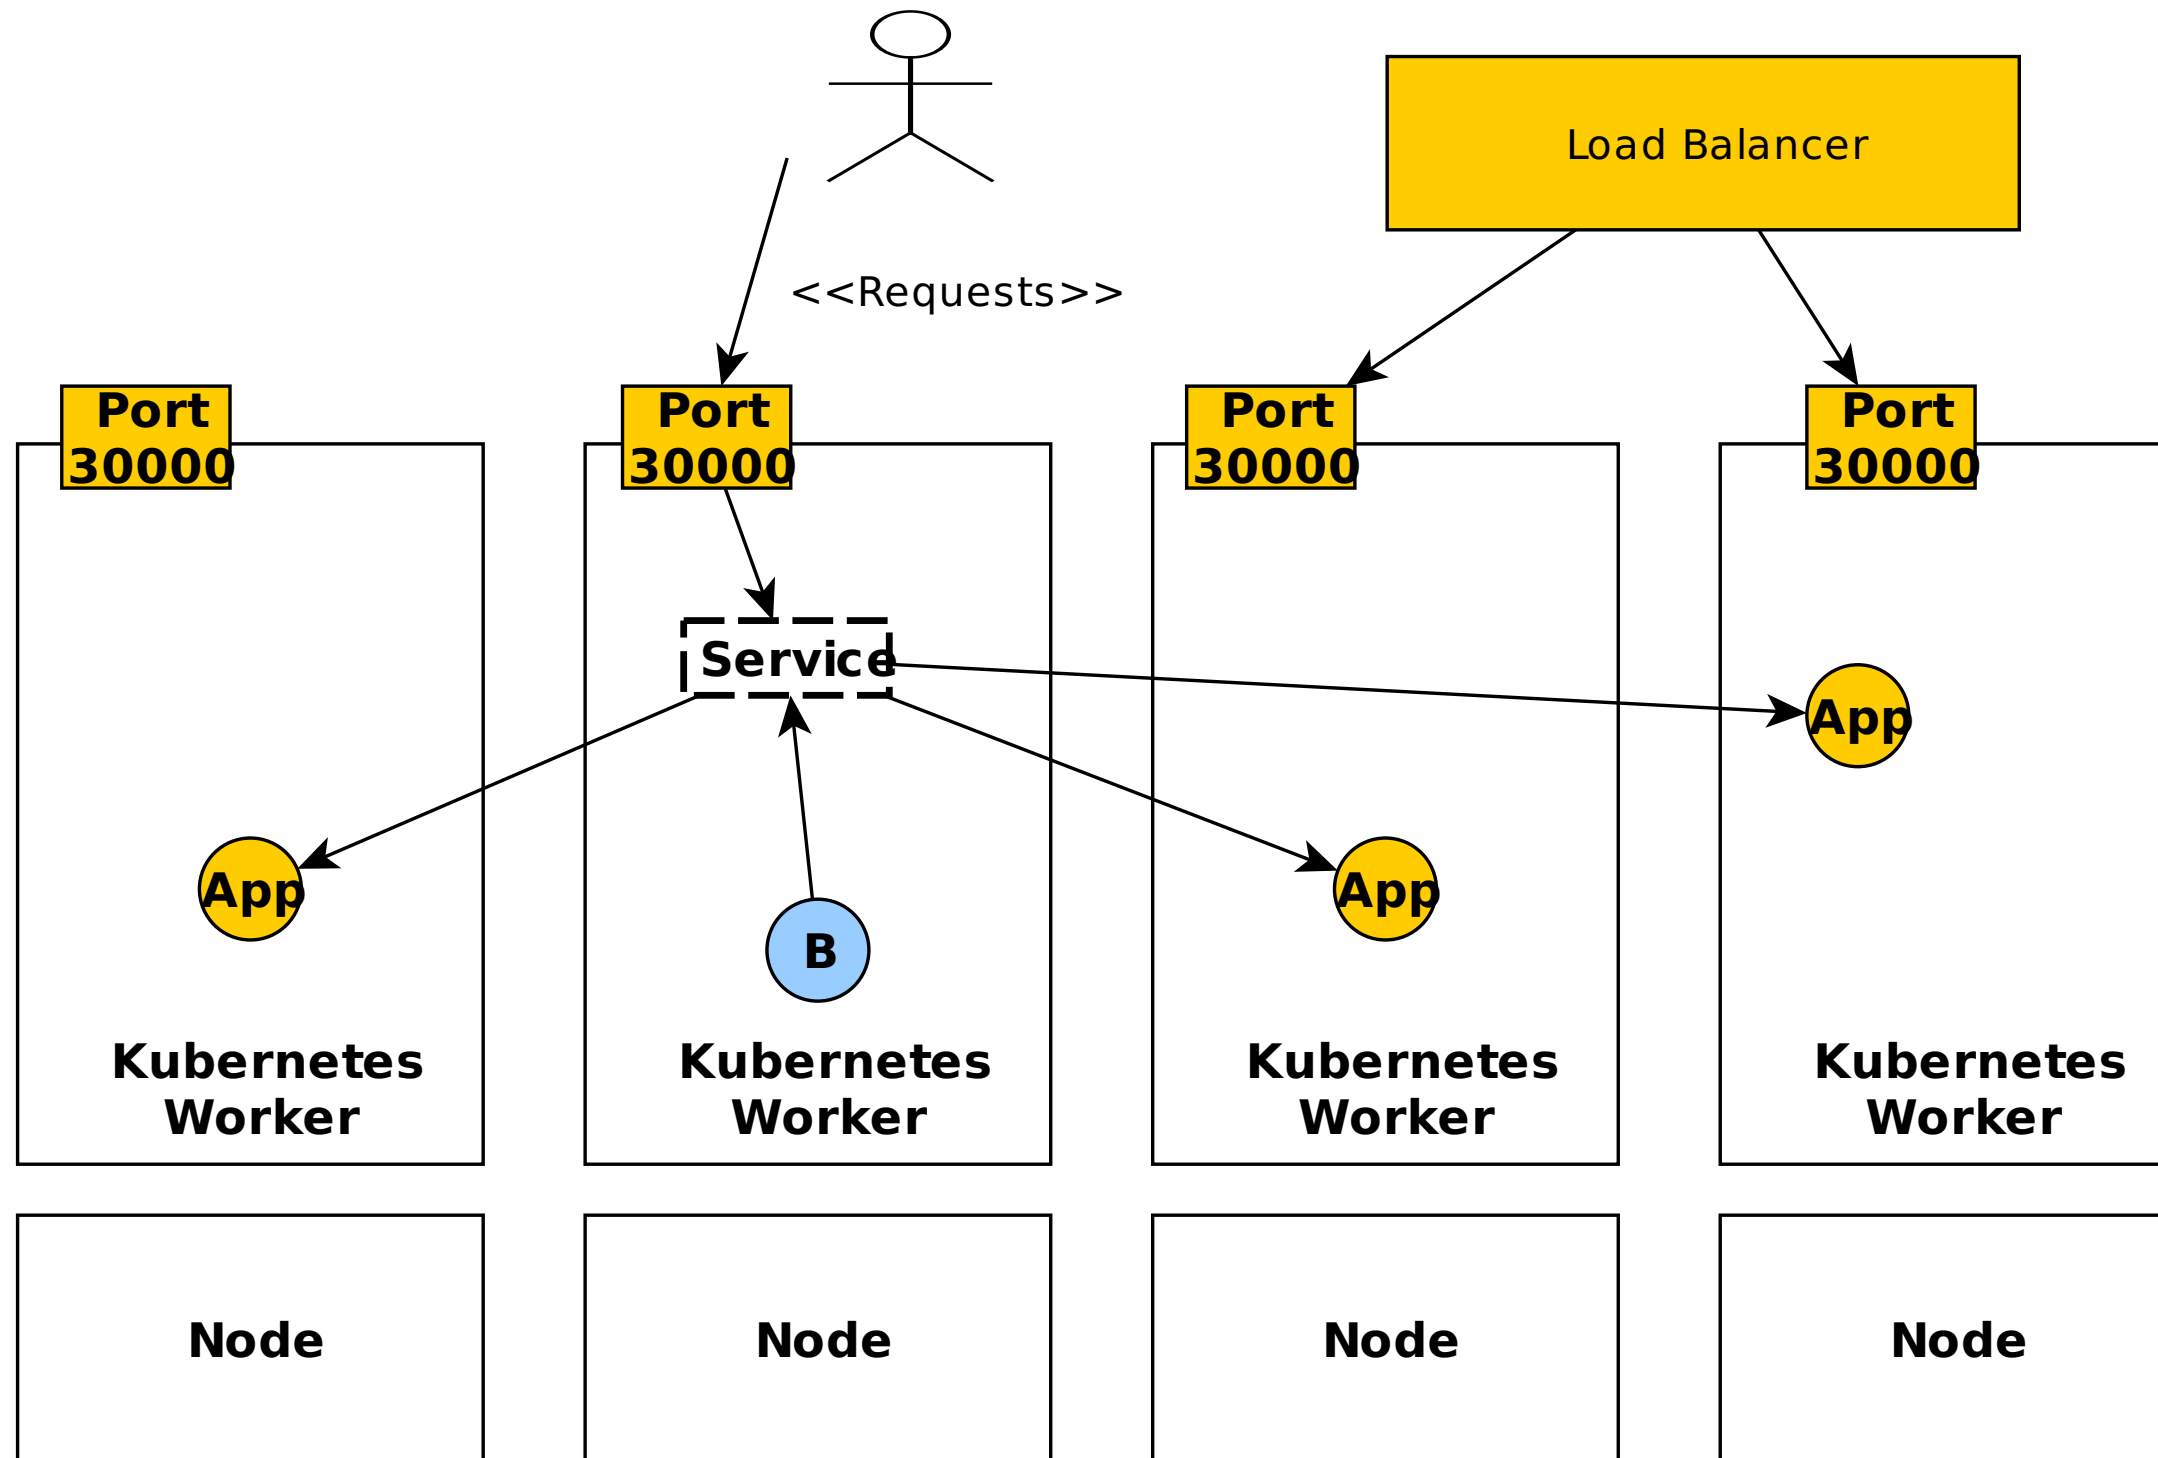 Load Balancer
<<Requests>>
Port
30000
Port
30000
Port
30000
Port
30000
Service
App
App
App
B
Kubernetes
Worker
Kubernetes
Worker
Kubernetes
Worker
Kubernetes
Worker
Node
Node
Node
Node